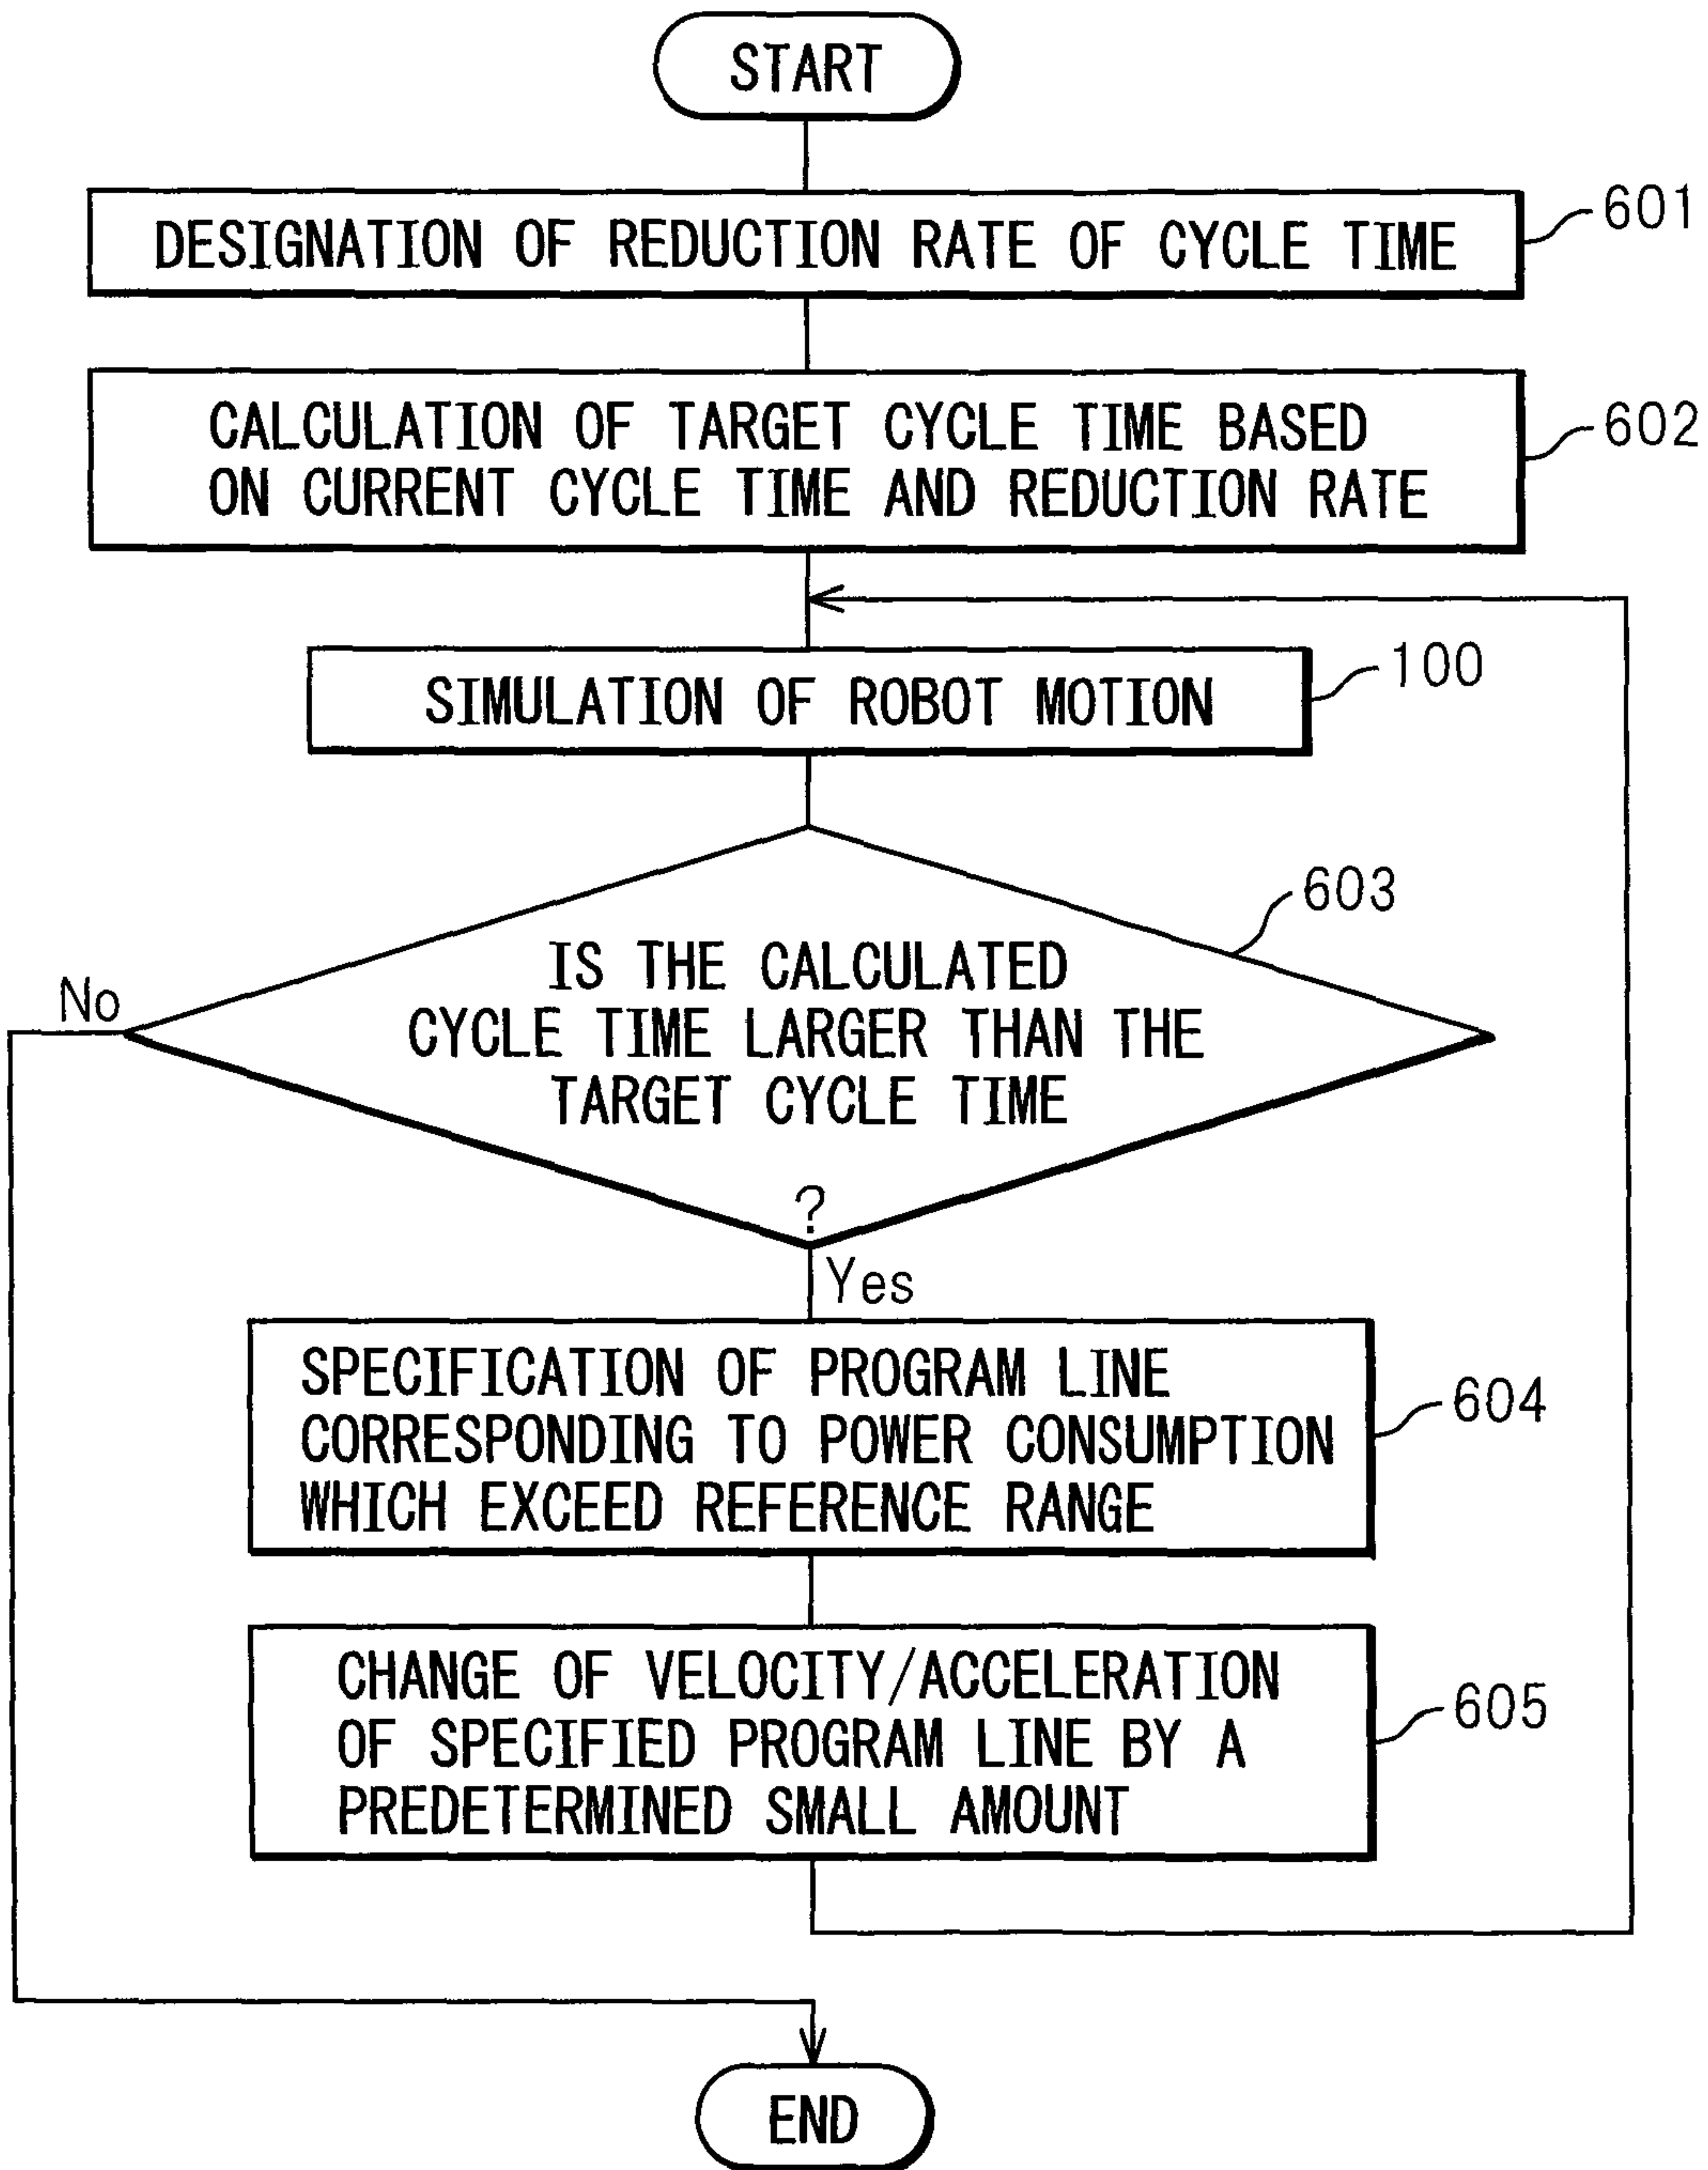 START
DESIGNATION OF REDUCTION RATE OF CYCLE TIME
601
CALCULATION OF TARGET CYCLE TIME BASED
ON CURRENT CYCLE TIME AND REDUCTION RATE
602
SIMULATION OF ROBOT MOTION
100
603
IS THE CALCULATED
CYCLE TIME LARGER THAN THE
TARGET CYCLE TIME
?
No
Yes
SPECIFICATION OF PROGRAM LINE
CORRESPONDING TO POWER CONSUMPTION
WHICH EXCEED REFERENCE RANGE
604
CHANGE OF VELOCITY/ACCELERATION
OF SPECIFIED PROGRAM LINE BY A
PREDETERMINED SMALL AMOUNT
605
END